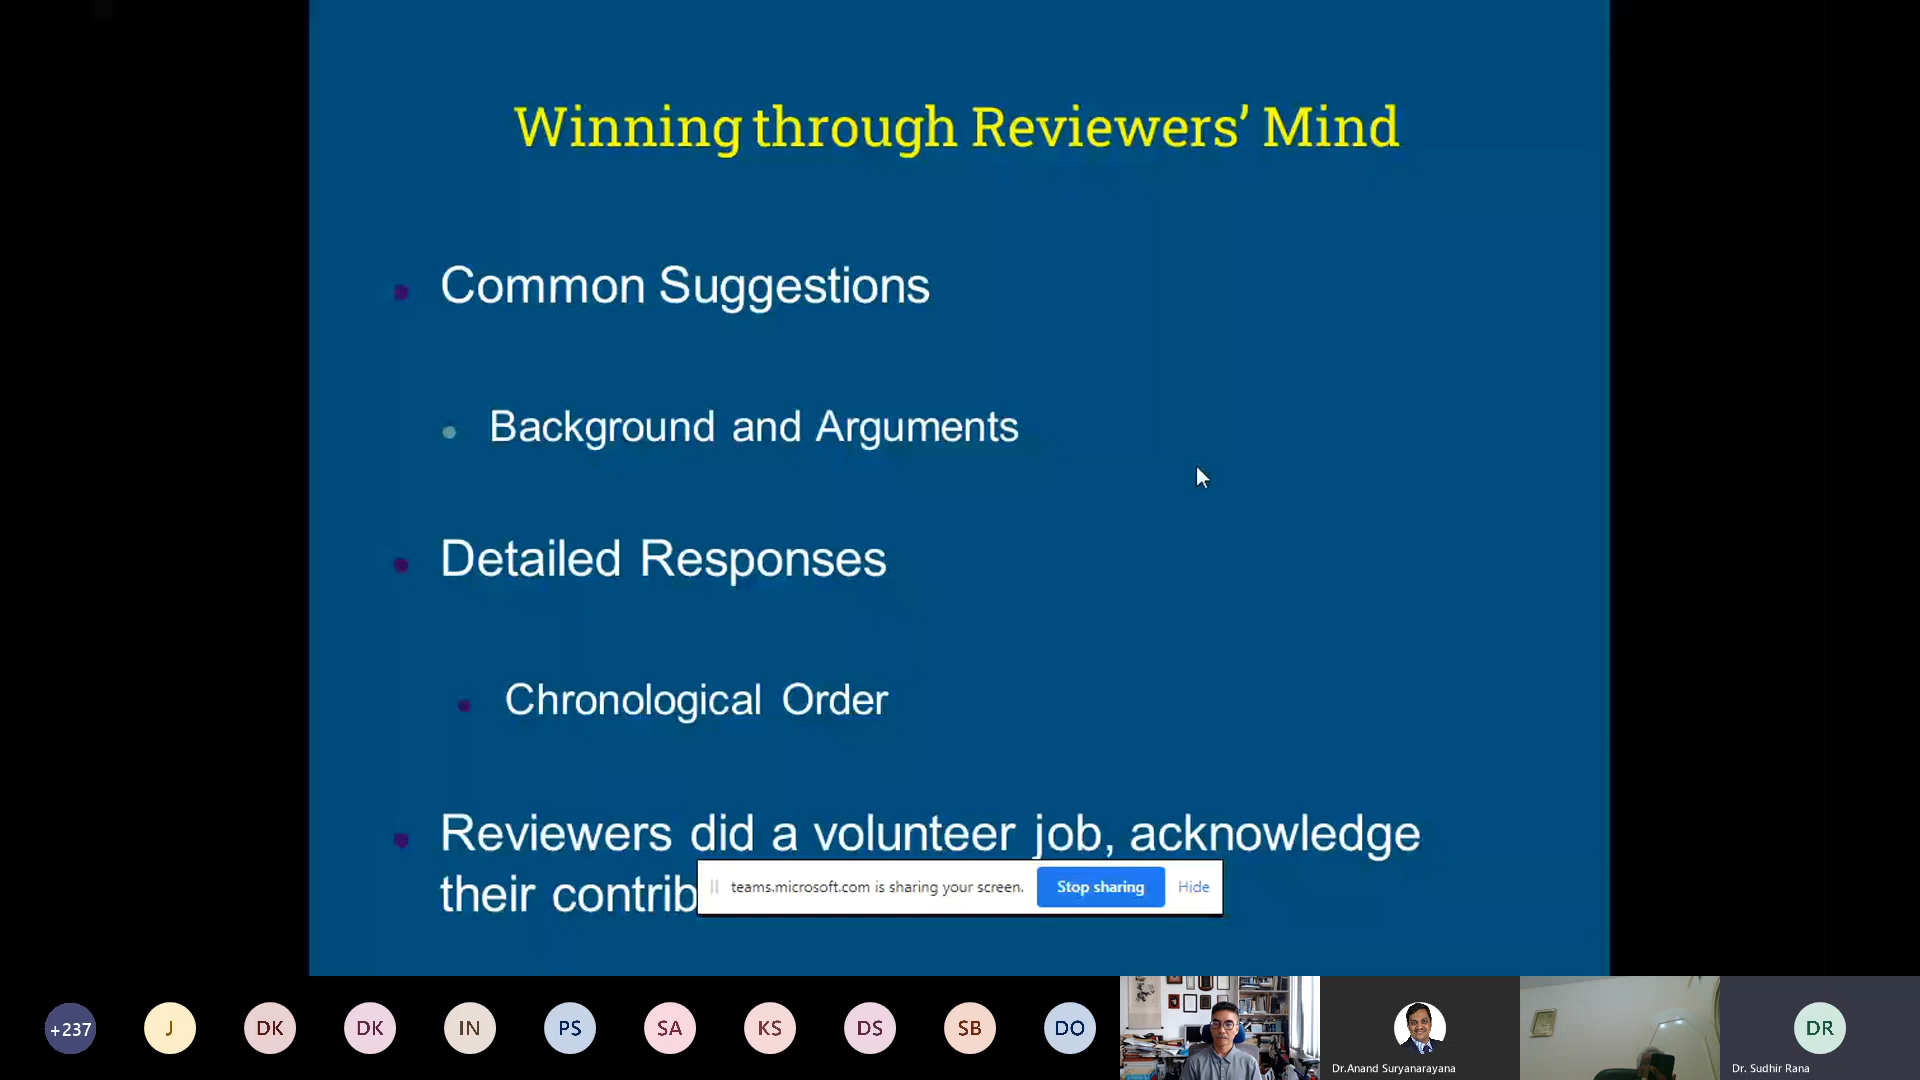 Winning through Reviewers’ Mind
Common Suggestions
Background and Arguments
Detailed Responses
Chronological Order
Reviewers did a volunteer job, acknowledge
their contrib
teams.microsoft.com is sharing your screen.
Stop sharing
Hide
+237
J
DK
DK
IN
PS
SA
KS
DS
SB
DO
Dr.Anand Suryanarayana
DR
Dr. Sudhir Rana